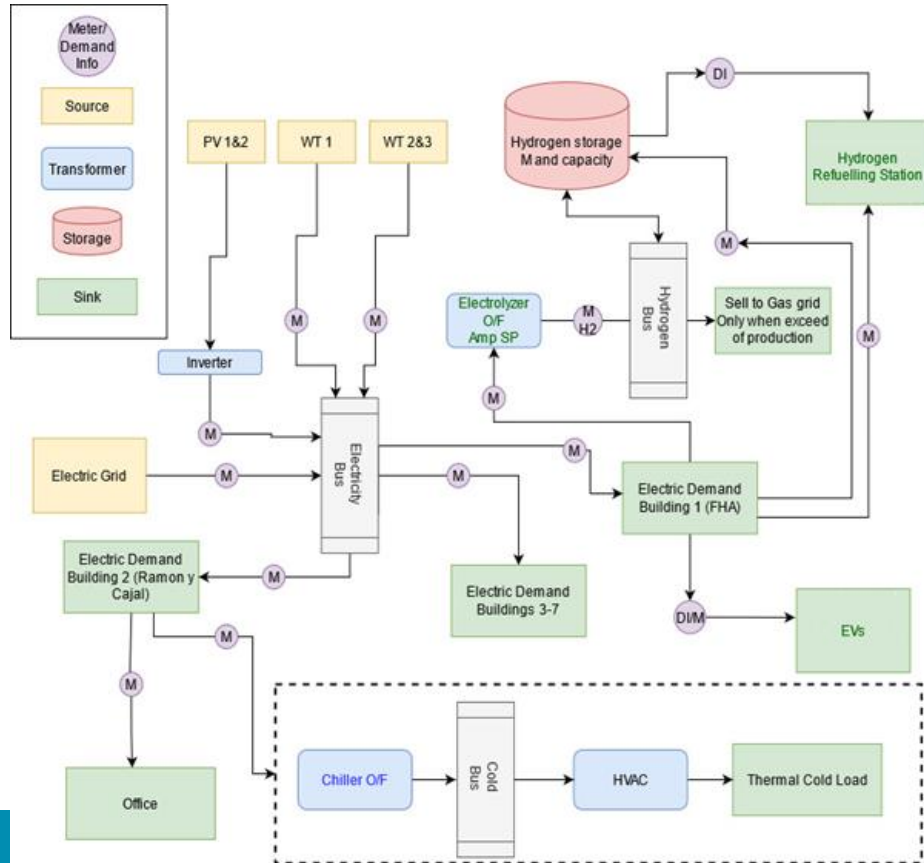 Meter/
Demand
Info
Source
Transformer
Storage
Sink
PV 1&2
WT 1
WT 2&3
Hydrogen storage
M and capacity
DI
Hydrogen
Refuelling Station
M
M
M
Inverter
Electrolyzer
O/F
Amp SP
M
H2
Hydrogen
Bus
Sell to Gas grid
Only when exceed
of production
M
M
M
Electricity
Bus
M
Electric Grid
M
M
Electric Demand
Building 1 (FHA)
Electric Demand
Building 2 (Ramon y
Cajal)
M
Electric Demand
Buildings 3-7
DI/M
EVs
M
M
Office
Chiller O/F
Cold
Bus
HVAC
Thermal Cold Load